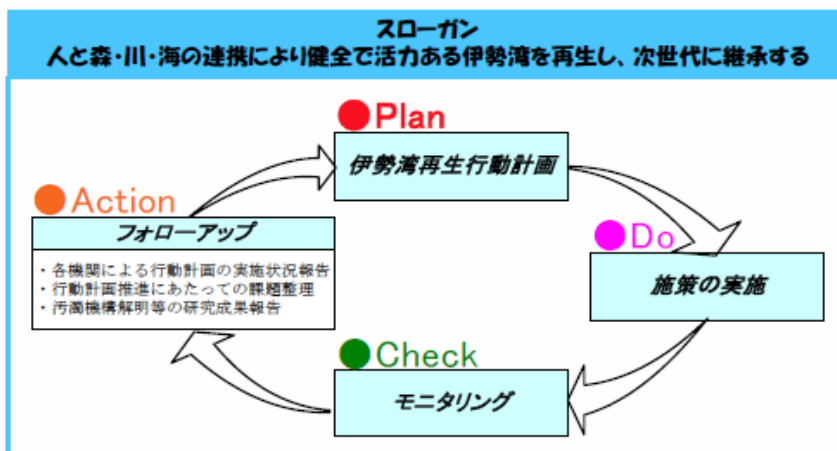 スローガン
人と森・川・海の連携により健全で活力ある伊勢湾を再生し、次世代に継承する
●Plan
伊勢湾再生行動計画
●Action
フォローアップ
・各機関による行動計画の実施状況報告
・行動計画推進にあたっての課題整理
・汚濁機構解明等の研究成果報告
●Do
施策の実施
●Check
モニタリング